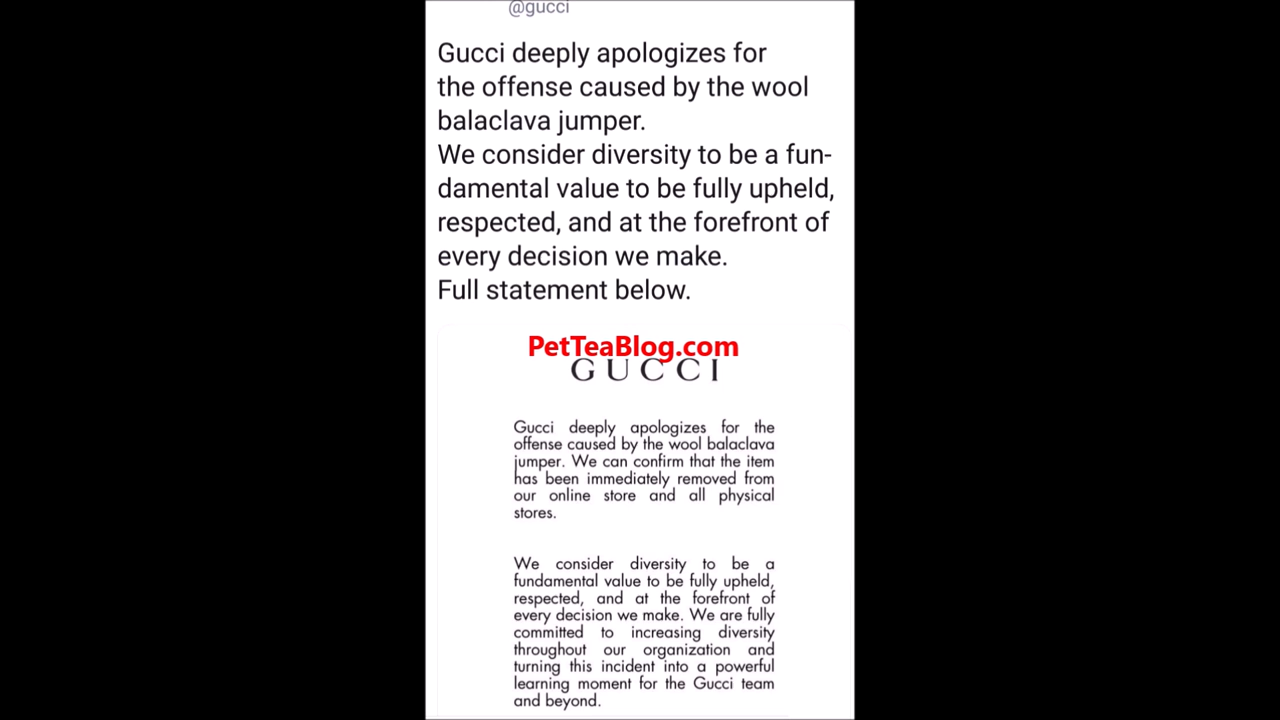 @gucci
Gucci deeply apologizes for
the offense caused by the wool
balaclava jumper.
We consider diversity to be a fun-
damental value to be fully upheld,
respected, and at the forefront of
every decision we make.
Full statement below.
PetTeaBlog.com
GUCCI
Gucci deeply apologizes for the
offense caused by the wool balaclava
jumper. We can confirm that the item
has been immediately removed from
our online store and all physical
stores.
We consider diversity to be a
fundamental value to be fully upheld,
respected, and at the forefront of
every decision we make. We are fully
committed to increasing diversity
throughout our organization and
turning this incident into a powerful
learning moment for the Gucci team
and beyond.